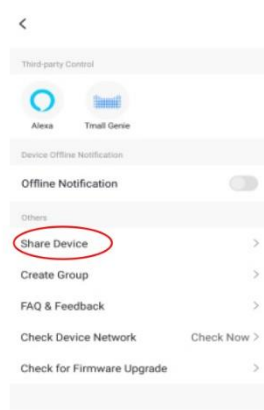 Third-party Control
Alexa Tmall Genie
Device Offline Notification
Offline Notification
Others
Share Device
Create Group
FAQ & Feedback
Check Device Network Check Now
Check for Firmware Upgrade